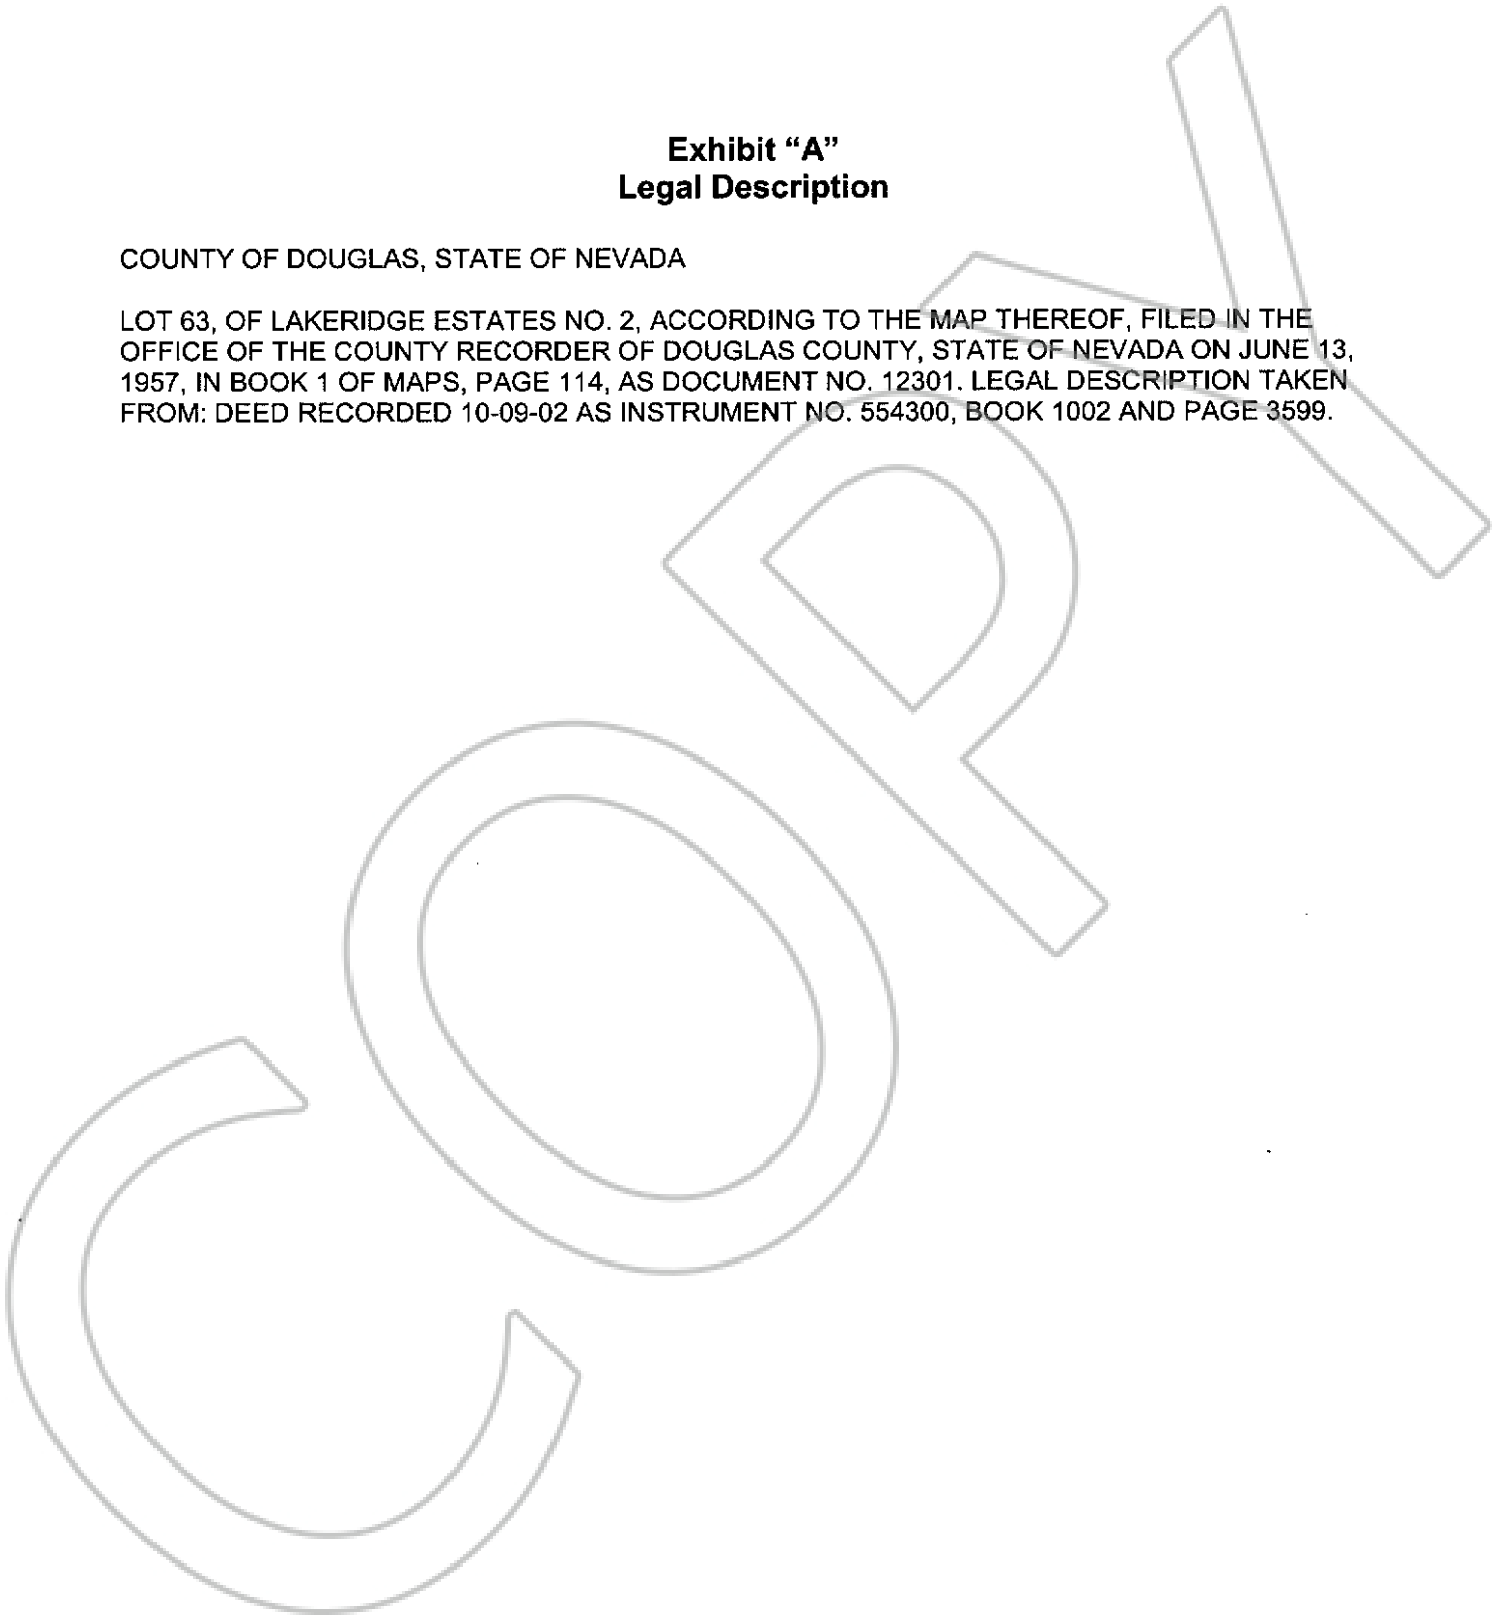 Exhibit “A”
Legal Description
COUNTY OF DOUGLAS, STATE OF NEVADA
LOT 63, OF LAKERIDGE ESTATES NO. 2, ACCORDING TO THE MAP THEREOF, FILED IN THE
OFFICE OF THE COUNTY RECORDER OF DOUGLAS COUNTY, STATE OF NEVADA ON JUNE 13,
1957, IN BOOK 1 OF MAPS, PAGE 114, AS DOCUMENT NO. 12301. LEGAL DESCRIPTION TAKEN
FROM: DEED RECORDED 10-09-02 AS INSTRUMENT NO. 554300, BOOK 1002 AND PAGE 3599.
COPY